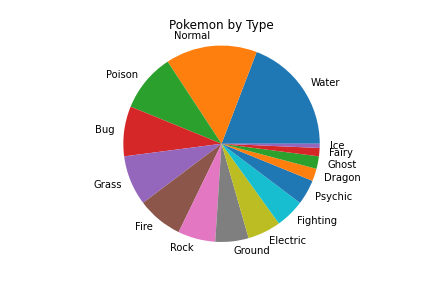 Pokemon by Type
Normal
Water
Poison
Bug
Grass
Fire
Rock
Ground
Electric
Fighting
Psychic
Dragon
Ghost
Fairy
Ice